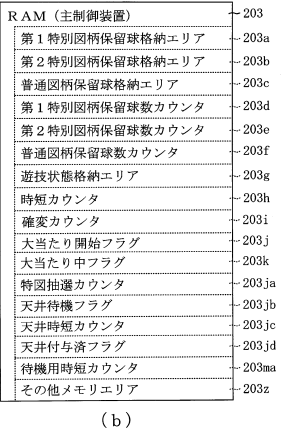 RAM（主制御装置） 203
第１特別図柄保留球格納エリア 203a
第２特別図柄保留球格納エリア 203b
普通図柄保留球格納エリア 203c
第１特別図柄保留球数カウンタ 203d
第２特別図柄保留球数カウンタ 203e
普通図柄保留球数カウンタ 203f
遊技状態格納エリア 203g
時短カウンタ 203h
確変カウンタ 203i
大当たり開始フラグ 203j
大当たり中フラグ 203k
特図抽選カウンタ 203ja
天井待機フラグ 203jb
天井時短カウンタ 203jc
天井付与済フラグ 203jd
待機用時短カウンタ 203ma
その他メモリエリア 203z
(b)